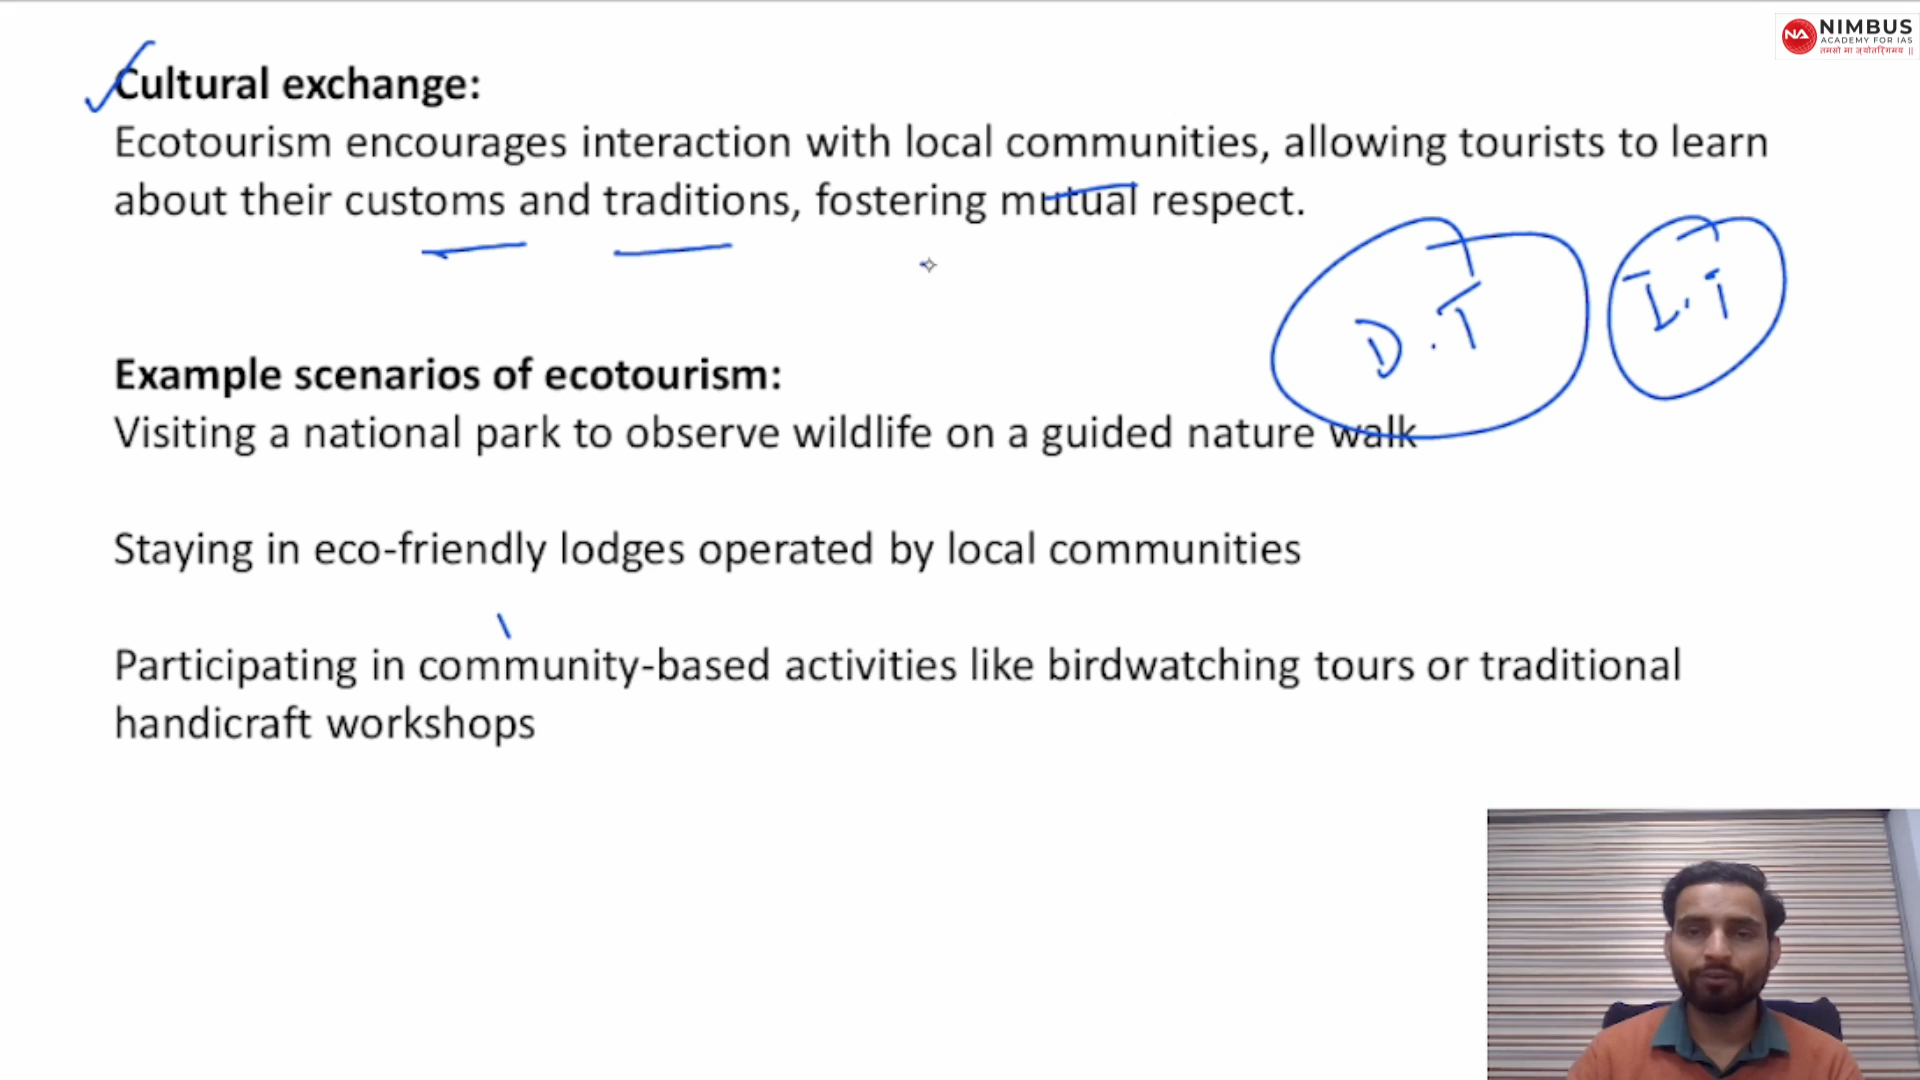 NIMBUS
ACADEMY FOR IAS
तमसो मा ज्योतिर्गमय ||
NA
Cultural exchange:
Ecotourism encourages interaction with local communities, allowing tourists to learn
about their customs and traditions, fostering mutual respect.
D.T
I.T
Example scenarios of ecotourism:
Visiting a national park to observe wildlife on a guided nature walk
Staying in eco-friendly lodges operated by local communities
Participating in community-based activities like birdwatching tours or traditional
handicraft workshops